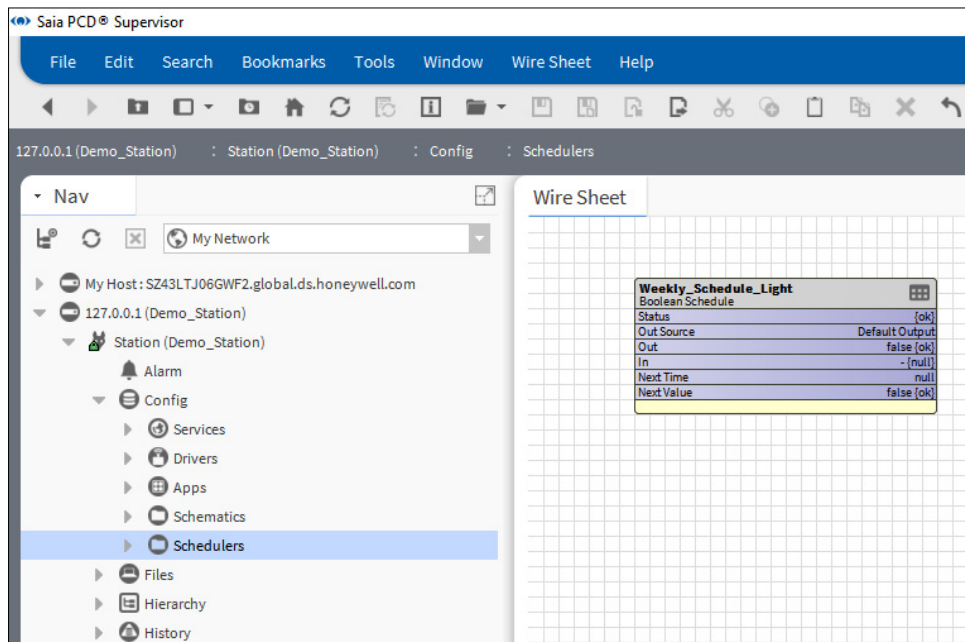 Saia PCD® Supervisor
File Edit Search Bookmarks Tools Window Wire Sheet Help
127.0.0.1 (Demo_Station) : Station (Demo_Station) : Config : Schedulers
Nav
Wire Sheet
My Network
My Host : SZ43LTJ06GWF2.global.ds.honeywell.com
127.0.0.1 (Demo_Station)
Station (Demo_Station)
Alarm
Config
Services
Drivers
Apps
Schematics
Schedulers
Files
Hierarchy
History
Weekly_Schedule_Light
Boolean Schedule
Status {ok}
Out Source Default Output
Out false {ok}
In - {null}
Next Time null
Next Value false {ok}